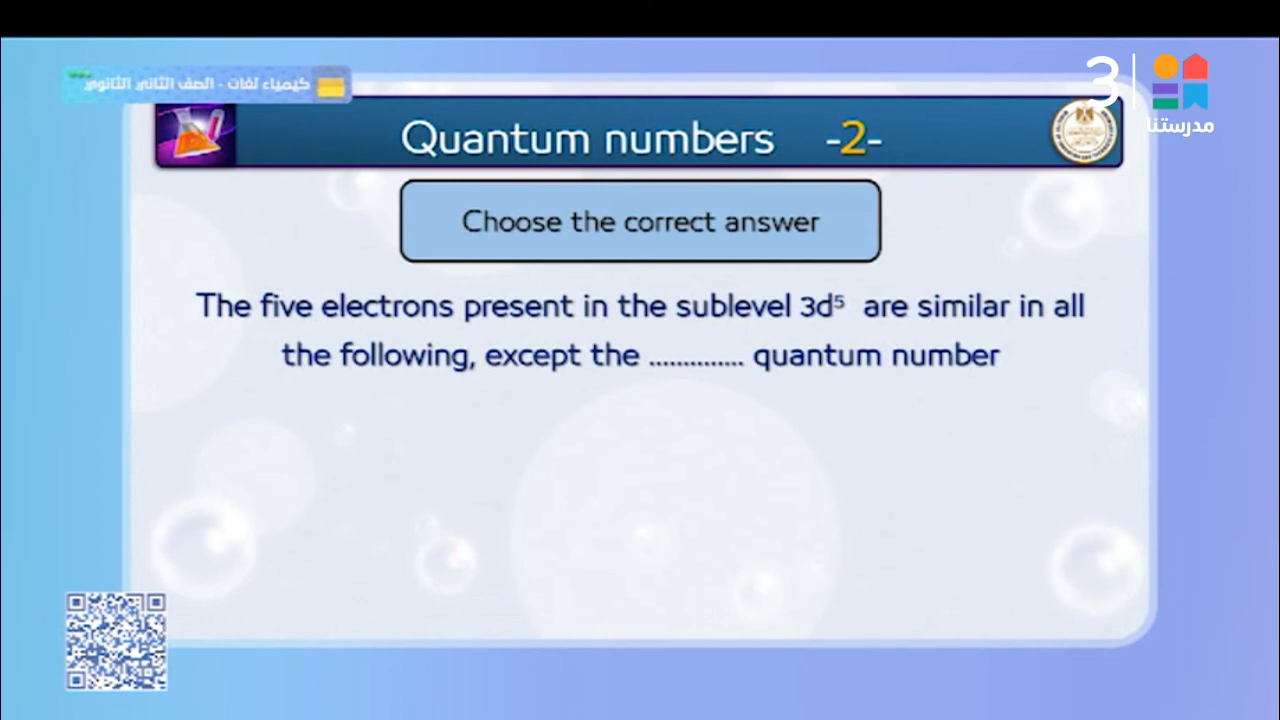 3
مدرستنا
كيمياء لغات - الصف الثاني الثانوي
Quantum numbers -2-
Choose the correct answer
The five electrons present in the sublevel 3d⁵ are similar in all
the following, except the .............. quantum number